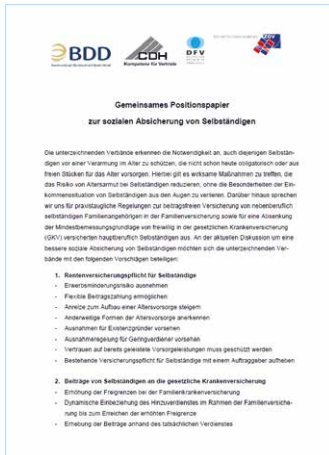 BDD
CDH
Kompetenz für Vertrieb
DFV
Gemeinsames Positionspapier
zur sozialen Absicherung von Selbständigen
Die unterzeichnenden Verbände erkennen die Notwendigkeit an, auch diejenigen Selbständi-
gen vor einer Verarmung im Alter zu schützen, die nicht schon heute obligatorisch oder aus
freien Stücken für das Alter vorsorgen. Hierbei gilt es wirksame Maßnahmen zu treffen, die
das Risiko von Altersarmut bei Selbständigen reduzieren, ohne die Besonderheiten der Ein-
kommenssituation von Selbständigen aus den Augen zu verlieren. Darüber hinaus sprechen
wir uns für praxistaugliche Regelungen zur beitragsfreien Versicherung von nebenberuflich
selbständigen Familienangehörigen in der Familienversicherung sowie für eine Absenkung
der Mindestbemessungsgrundlage von freiwillig in der gesetzlichen Krankenversicherung
(GKV) versicherten hauptberuflich Selbständigen aus. An der aktuellen Diskussion um eine
bessere soziale Absicherung von Selbständigen möchten sich die unterzeichnenden Ver-
bände mit den folgenden Vorschlägen beteiligen:
1. Rentenversicherungspflicht für Selbständige
- Erwerbsminderungsrisiko ausnehmen
- Flexible Beitragszahlung ermöglichen
- Anreize zum Aufbau einer Altersvorsorge steigern
- Anderweitige Formen der Altersvorsorge anerkennen
- Ausnahmen für Existenzgründer vorsehen
- Ausnahmeregelung für Geringverdiener vorsehen
- Vertrauen auf bereits geleistete Vorsorgeleistungen muss geschützt werden
- Bestehende Versicherungspflicht für Selbständige mit einem Auftraggeber aufheben
2. Beiträge von Selbständigen an die gesetzliche Krankenversicherung
- Erhöhung der Freigrenzen bei der Familienkrankenversicherung
- Dynamische Einbeziehung des Hinzuverdienstes im Rahmen der Familienversiche-
rung bis zum Erreichen der erhöhten Freigrenze
- Erhebung der Beiträge anhand des tatsächlichen Verdienstes